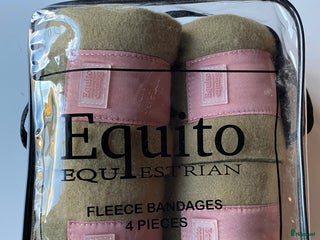 Equito
EQUESTRIAN
FLEECE BANDAGES
4 PIECES